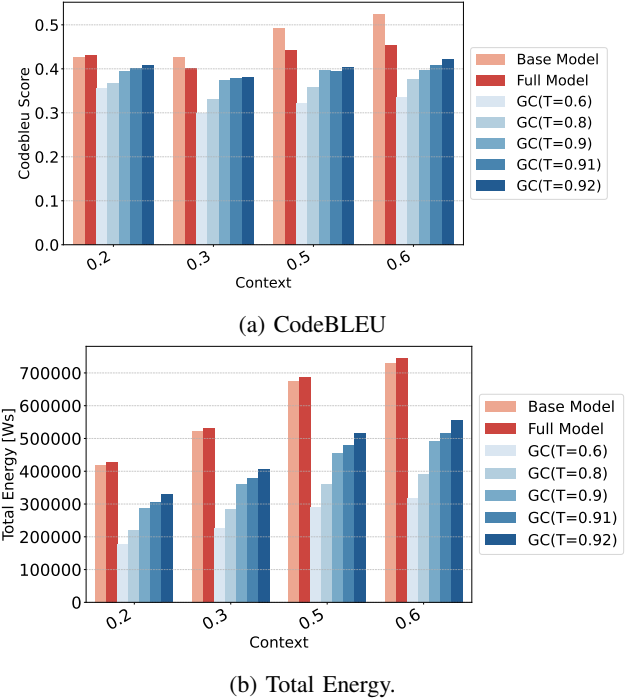 0.5
0.4
0.3
0.2
0.1
0.0
Codebleu Score
0.2
0.3
0.5
0.6
Context
Base Model
Full Model
GC(T=0.6)
GC(T=0.8)
GC(T=0.9)
GC(T=0.91)
GC(T=0.92)
(a) CodeBLEU
700000
600000
500000
400000
300000
200000
100000
0
Total Energy [Ws]
0.2
0.3
0.5
0.6
Context
Base Model
Full Model
GC(T=0.6)
GC(T=0.8)
GC(T=0.9)
GC(T=0.91)
GC(T=0.92)
(b) Total Energy.